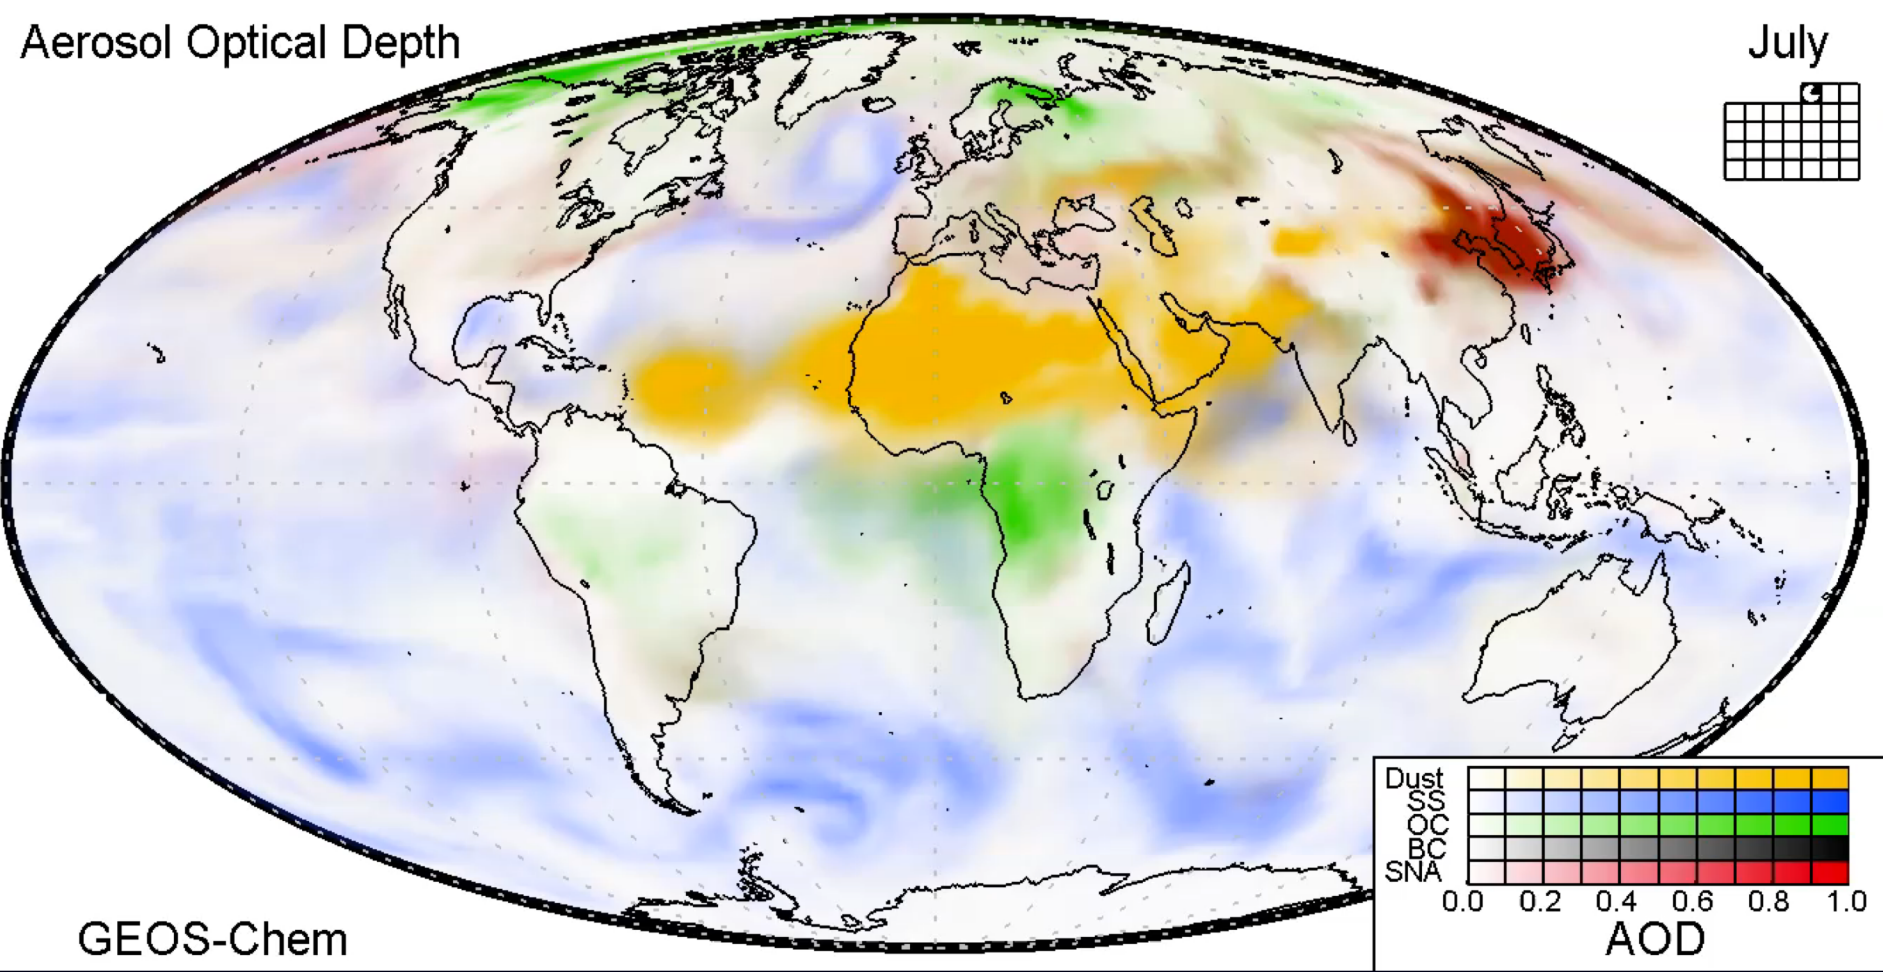 Aerosol Optical Depth
July
Dust
SS
OC
BC
SNA
0.0 0.2 0.4 0.6 0.8 1.0
AOD
GEOS-Chem